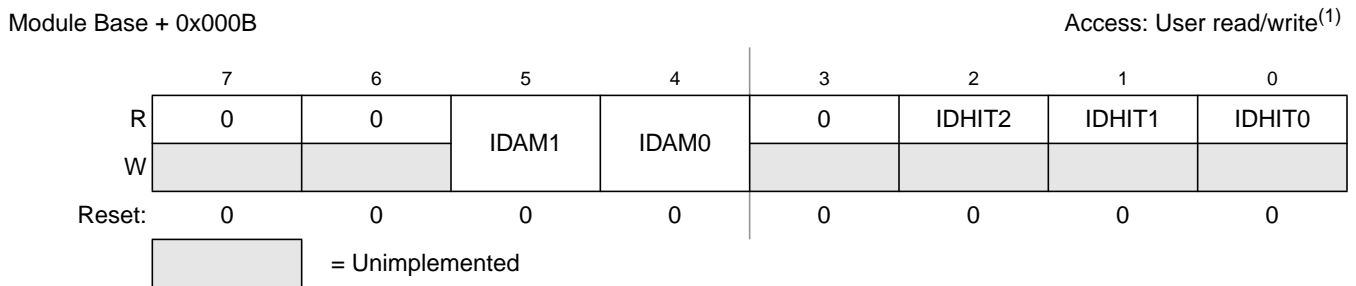 Module Base + 0x000B Access: User read/write(1)
7 6 5 4 3 2 1 0
R 0 0 IDAM1 IDAM0 0 IDHIT2 IDHIT1 IDHIT0
W
Reset: 0 0 0 0 0 0 0 0
= Unimplemented